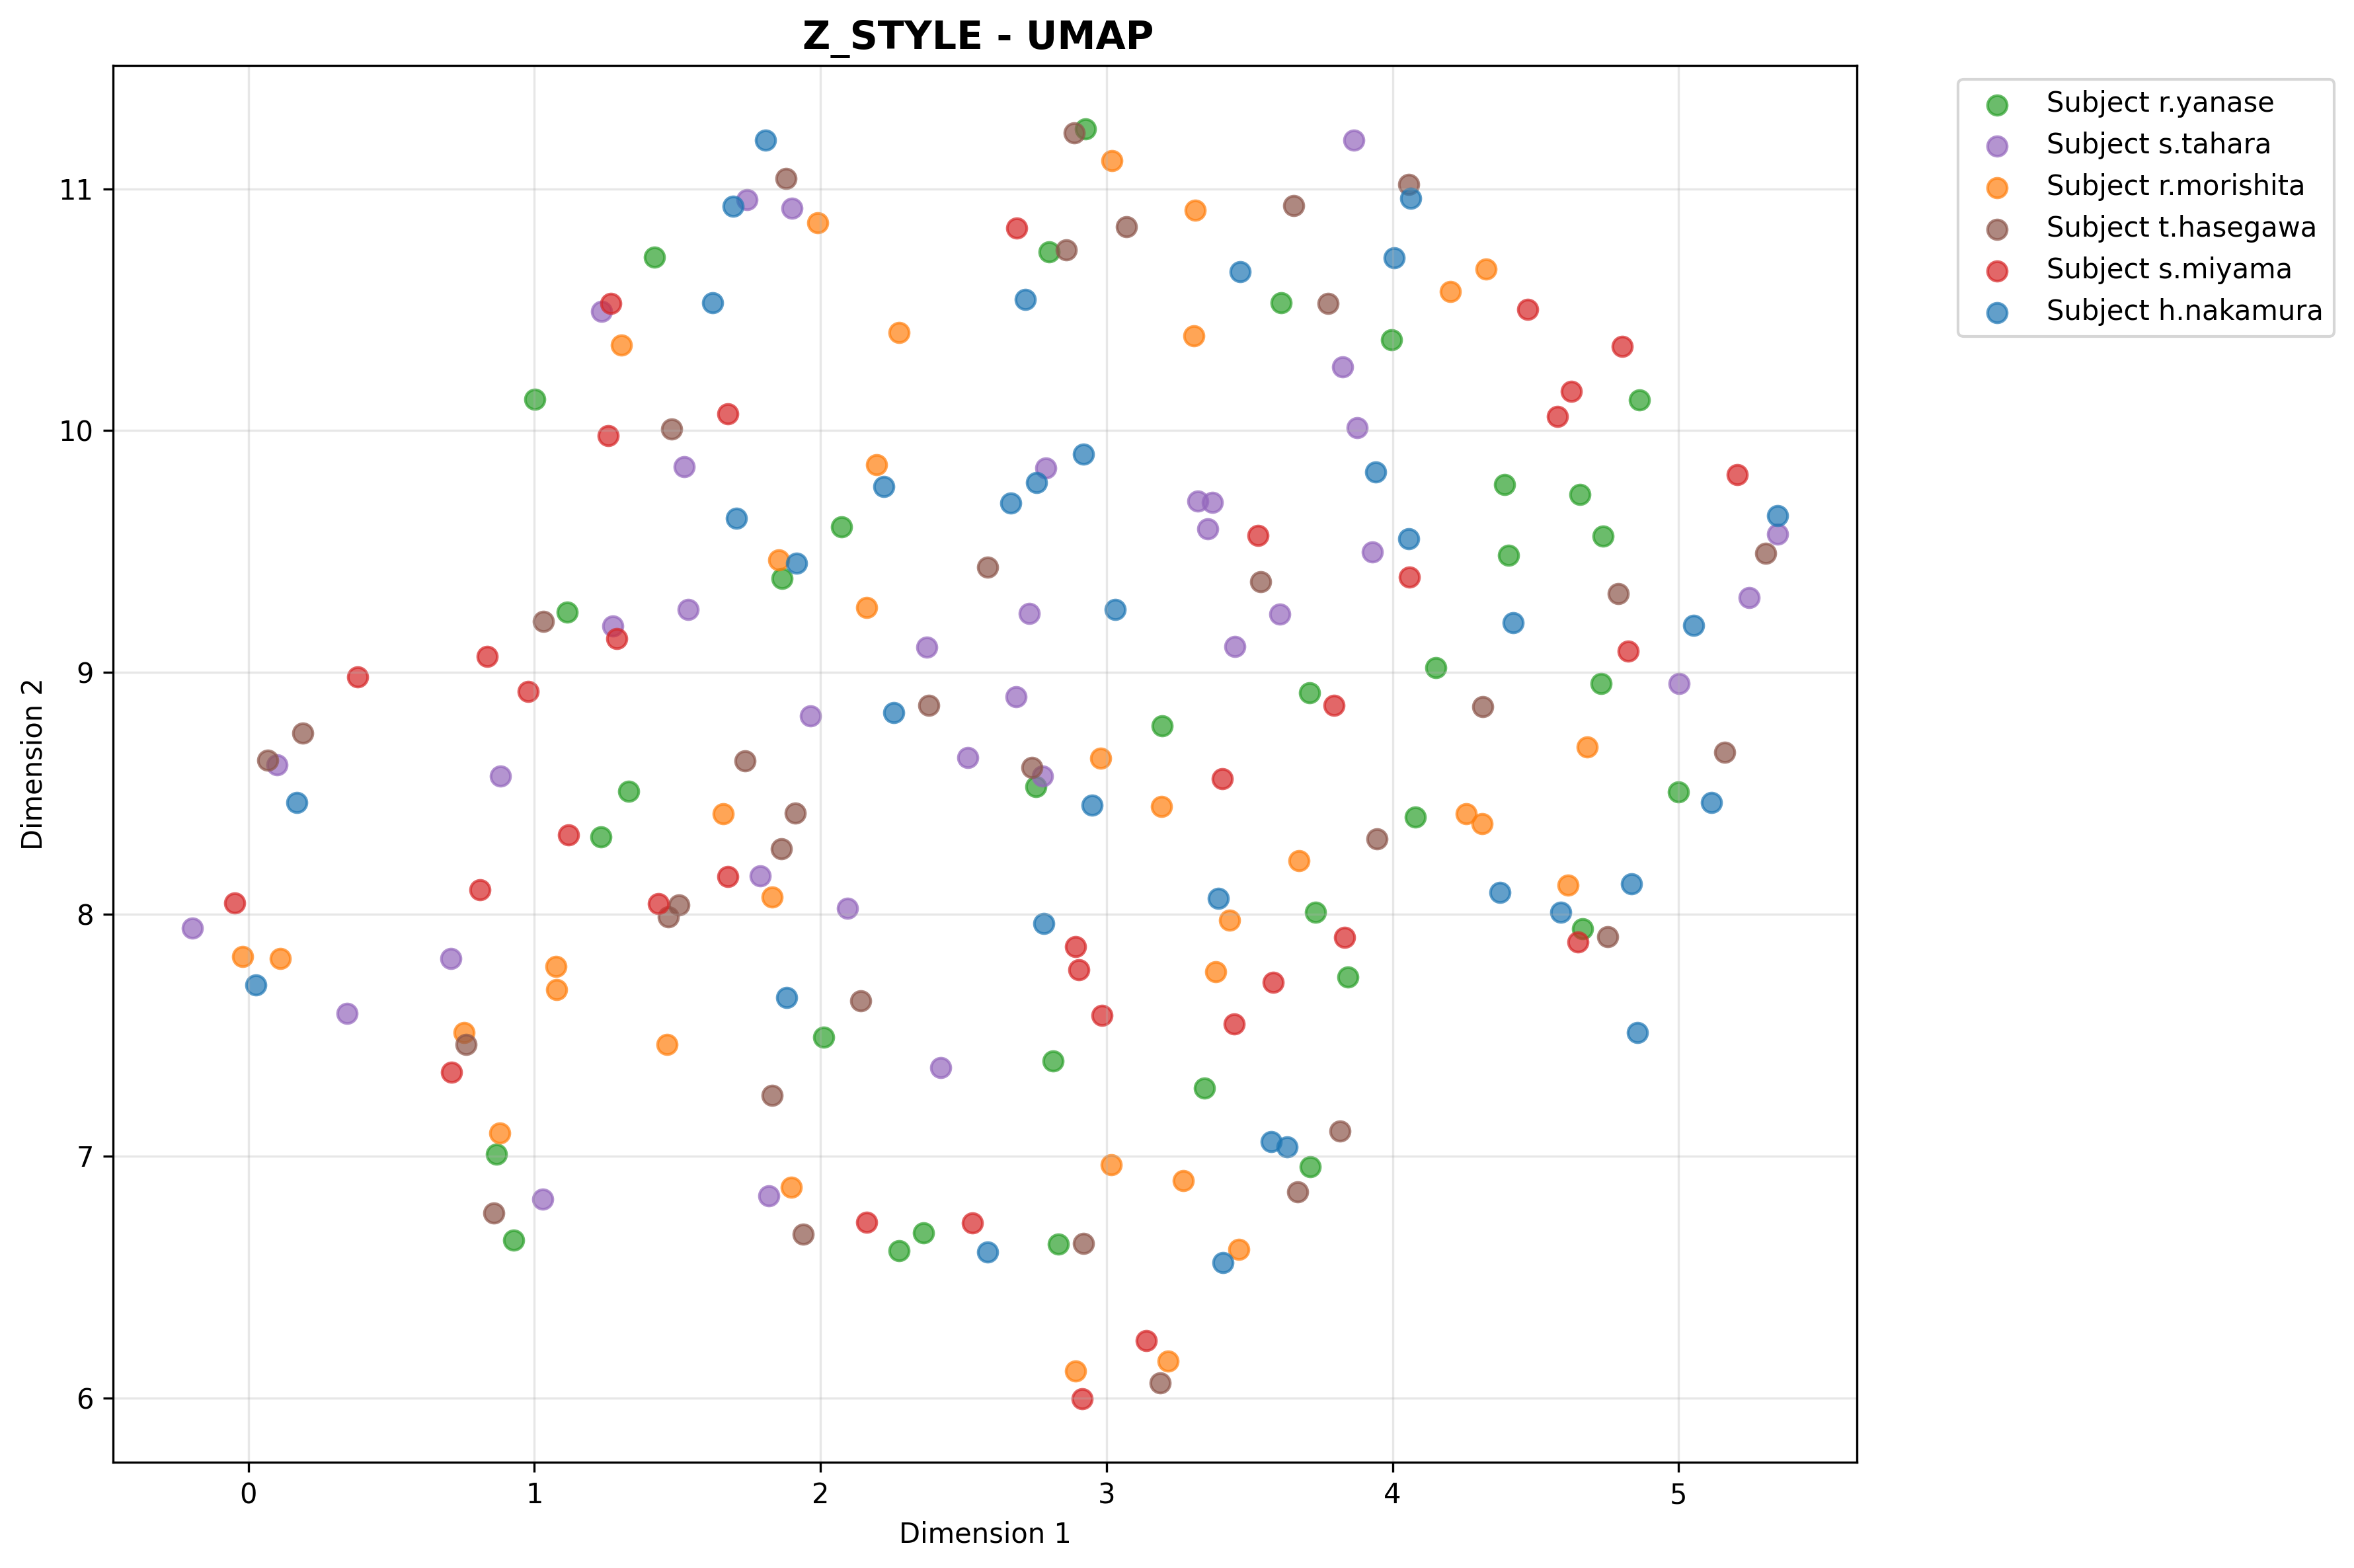 Z_STYLE - UMAP
Subject r.yanase
Subject s.tahara
Subject r.morishita
Subject t.hasegawa
Subject s.miyama
Subject h.nakamura
Dimension 2
11
10
9
8
7
6
0 1 2 3 4 5
Dimension 1